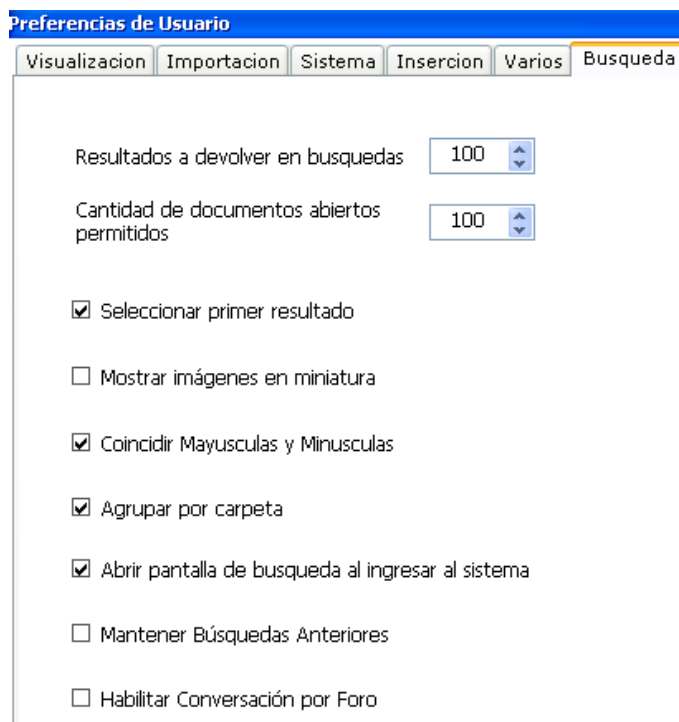 Preferencias de Usuario
Visualizacion Importacion Sistema Insercion Varios Busqueda
Resultados a devolver en busquedas 100
Cantidad de documentos abiertos
permitidos 100
Seleccionar primer resultado
Mostrar imágenes en miniatura
Coincidir Mayusculas y Minusculas
Agrupar por carpeta
Abrir pantalla de busqueda al ingresar al sistema
Mantener Búsquedas Anteriores
Habilitar Conversación por Foro